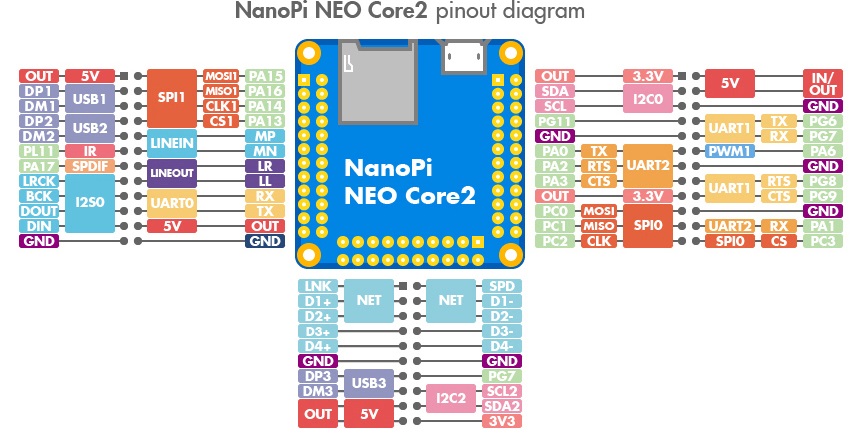 NanoPi NEO Core2 pinout diagram
OUT 5V SPI1 MOSI1 PA15
DP1 USB1 MISO1 PA16
DM1 CLK1 PA14
DP2 USB2 CS1 PA13
DM2 LINEIN MP
PL11 IR MN
PA17 SPDIF LINEOUT LR
LRCK I2S0 LL
BCK UART0 RX
DOUT TX
DIN 5V OUT
GND GND
NanoPi
NEO Core2
OUT 3.3V 5V IN/
OUT
SDA I2C0
SCL GND
PG11 UART1 TX PG6
GND RX PG7
PA0 TX UART2 PWM1 PA6
PA2 RTS GND
PA3 CTS UART1 RTS PG8
OUT 3.3V CTS PG9
PC0 MOSI SPI0 GND
PC1 MISO UART2 RX PA1
PC2 CLK SPI0 CS PC3
LNK NET NET SPD
D1+ D1-
D2+ D2-
D3+ D3-
D4+ D4-
GND GND
DP3 USB3 PG7
DM3 I2C2 SCL2
OUT 5V SDA2
3V3